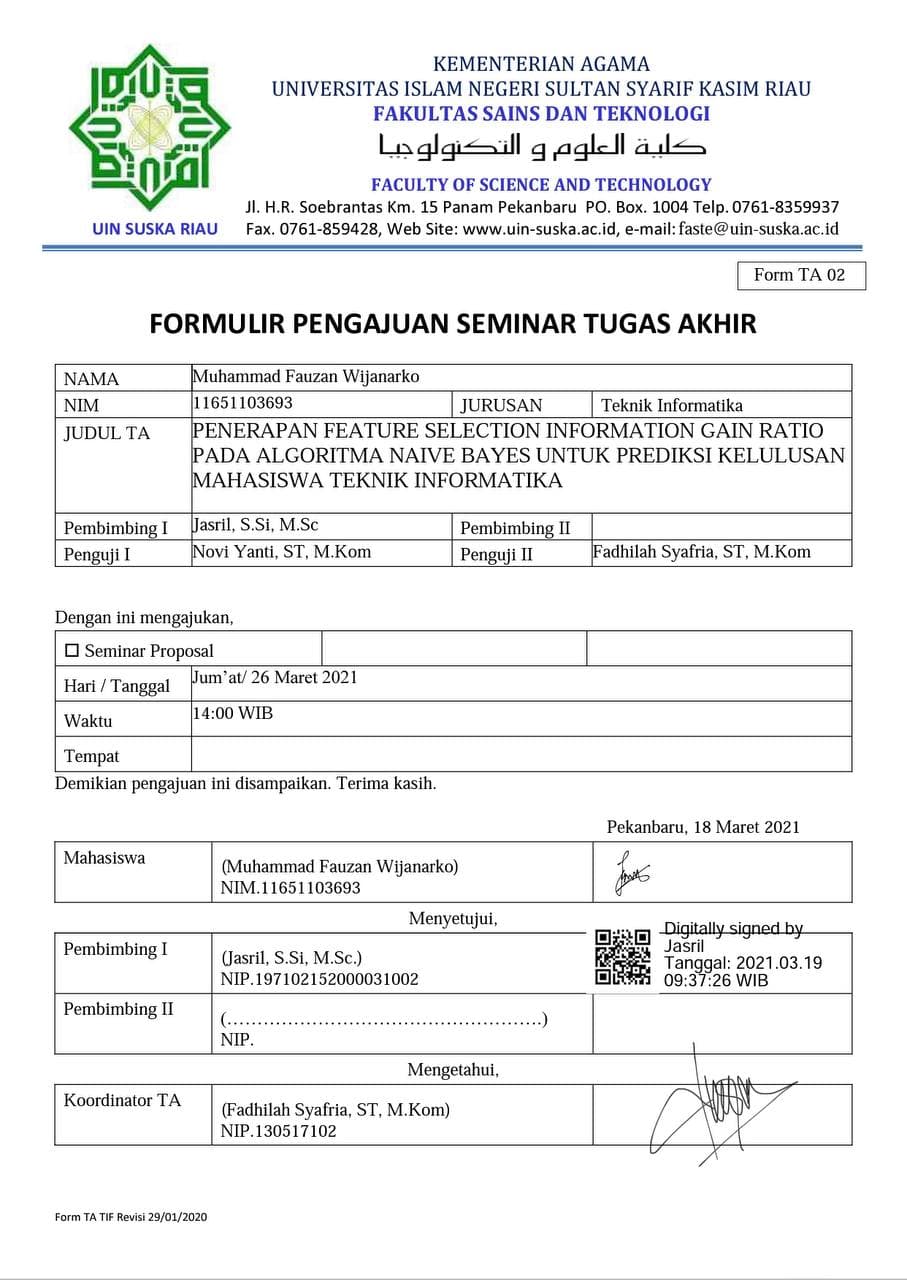 KEMENTERIAN AGAMA
UNIVERSITAS ISLAM NEGERI SULTAN SYARIF KASIM RIAU
FAKULTAS SAINS DAN TEKNOLOGI
كلية العلوم و التكنولوجيا
FACULTY OF SCIENCE AND TECHNOLOGY
Jl. H.R. Soebrantas Km. 15 Panam Pekanbaru PO. Box. 1004 Telp. 0761-8359937
UIN SUSKA RIAU
Fax. 0761-859428, Web Site: www.uin-suska.ac.id, e-mail: faste@uin-suska.ac.id
Form TA 02
FORMULIR PENGAJUAN SEMINAR TUGAS AKHIR
NAMA Muhammad Fauzan Wijanarko
NIM 11651103693 JURUSAN Teknik Informatika
JUDUL TA PENERAPAN FEATURE SELECTION INFORMATION GAIN RATIO
PADA ALGORITMA NAIVE BAYES UNTUK PREDIKSI KELULUSAN
MAHASISWA TEKNIK INFORMATIKA
Pembimbing I Jasril, S.Si, M.Sc Pembimbing II
Penguji I Novi Yanti, ST, M.Kom Penguji II Fadhilah Syafria, ST, M.Kom
Dengan ini mengajukan,
☐ Seminar Proposal
Hari / Tanggal Jum’at/ 26 Maret 2021
Waktu 14:00 WIB
Tempat
Demikian pengajuan ini disampaikan. Terima kasih.
Pekanbaru, 18 Maret 2021
Mahasiswa (Muhammad Fauzan Wijanarko)
NIM.11651103693
Menyetujui,
Pembimbing I (Jasril, S.Si, M.Sc.)
NIP.197102152000031002
Digitally signed by
Jasril
Tanggal: 2021.03.19
09:37:26 WIB
Pembimbing II (……………………………………………….)
NIP.
Mengetahui,
Koordinator TA (Fadhilah Syafria, ST, M.Kom)
NIP.130517102
Form TA TIF Revisi 29/01/2020